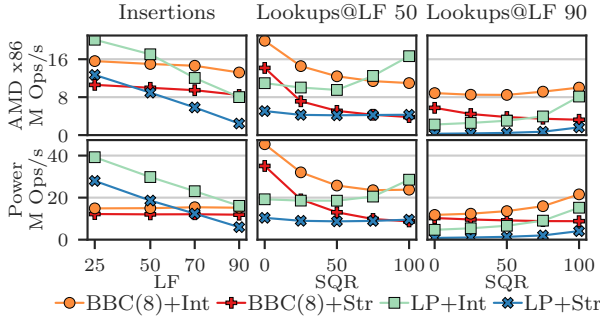 Insertions Lookups@LF 50 Lookups@LF 90
AMD x86
M Ops/s
16
8
0
Power
M Ops/s
40
20
0
25 50 70 90 0 50 100 0 50 100
LF SQR SQR
BBC(8)+Int BBC(8)+Str LP+Int LP+Str